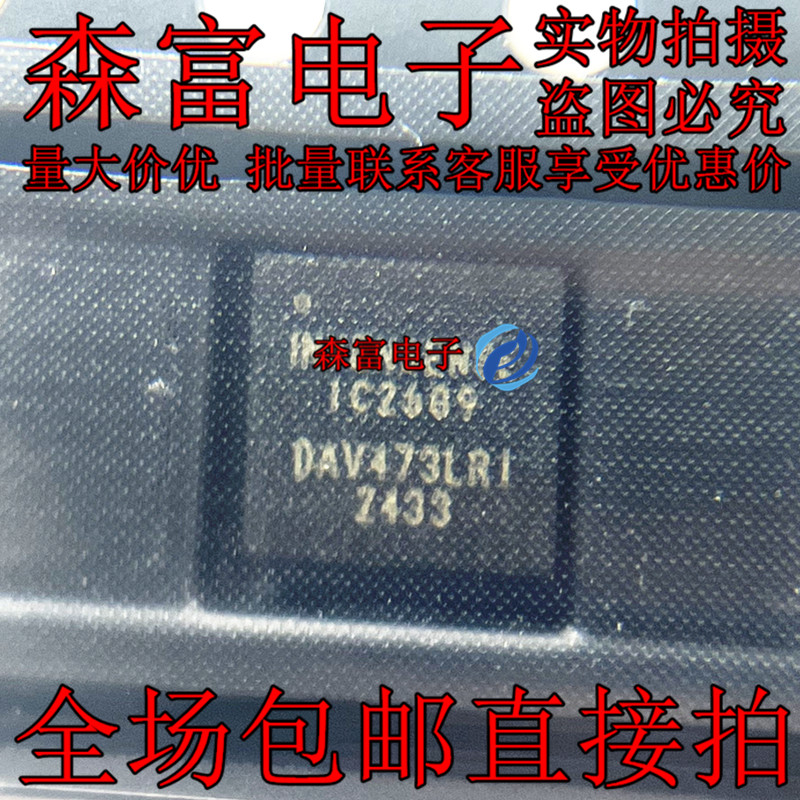 森富电子
实物拍摄
盗图必究
量大价优 批量联系客服享受优惠价
森富电子
IC2689
DAV473LR1
Z433
全场包邮直接拍